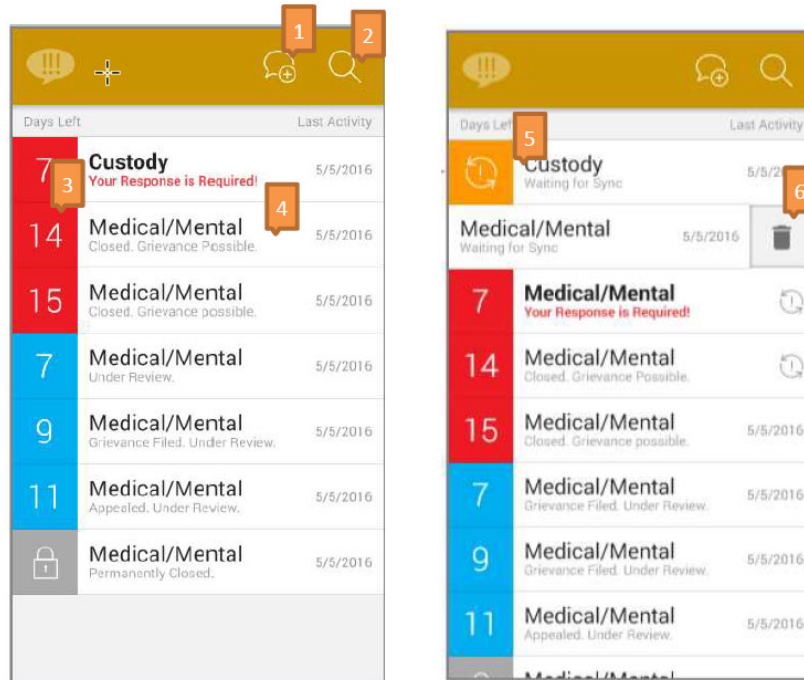 1
2
!!!
Days Left
Last Activity
7
3
Custody
Your Response is Required!
5/5/2016
14
Medical/Mental
Closed. Grievance Possible.
4
5/5/2016
15
Medical/Mental
Closed. Grievance possible.
5/5/2016
7
Medical/Mental
Under Review.
5/5/2016
9
Medical/Mental
Grievance Filed. Under Review.
5/5/2016
11
Medical/Mental
Appealed. Under Review.
5/5/2016
Medical/Mental
Permanently Closed.
5/5/2016
!!!
Days Left
5
Last Activity
Custody
Waiting for Sync
6
Medical/Mental
Waiting for Sync
5/5/2016
7
Medical/Mental
Your Response is Required!
14
Medical/Mental
Closed. Grievance Possible.
15
Medical/Mental
Closed. Grievance possible.
5/5/2016
7
Medical/Mental
Grievance Filed. Under Review.
5/5/2016
9
Medical/Mental
Grievance Filed. Under Review.
5/5/2016
11
Medical/Mental
Appealed. Under Review.
5/5/2016